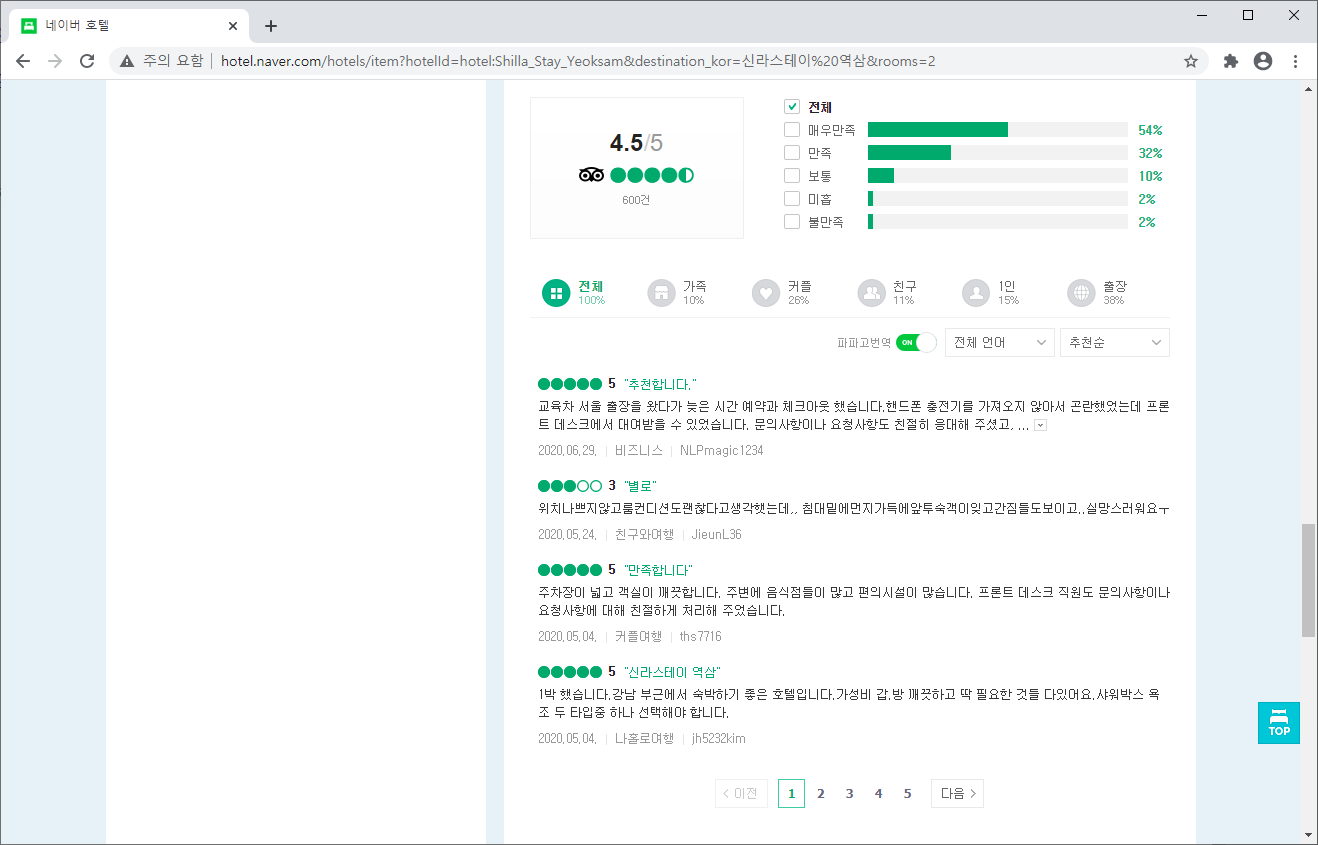 네이버 호텔
주의 요함 | hotel.naver.com/hotels/item?hotelId=hotel:Shilla_Stay_Yeoksam&destination_kor=신라스테이%20역삼&rooms=2
4.5/5
600건
전체
매우만족 54%
만족 32%
보통 10%
미흡 2%
불만족 2%
전체 100%
가족 10%
커플 26%
친구 11%
1인 15%
출장 38%
파파고번역 ON 전체 언어 추천순
5 "추천합니다."
교육차 서울 출장을 왔다가 늦은 시간 예약과 체크아웃 했습니다.핸드폰 충전기를 가져오지 않아서 곤란했었는데 프론
트 데스크에서 대여받을 수 있었습니다. 문의사항이나 요청사항도 친절히 응대해 주셨고, ...
2020.06.29. | 비즈니스 | NLPmagic1234
3 "별로"
위치나쁘지않고룸컨디션도괜찮다고생각햇는데,, 침대밑에먼지가득에앞투숙객이잊고간짐들도보이고..실망스러워요ㅜ
2020.05.24. | 친구와여행 | JieunL36
5 "만족합니다"
주차장이 넓고 객실이 깨끗합니다. 주변에 음식점들이 많고 편의시설이 많습니다. 프론트 데스크 직원도 문의사항이나
요청사항에 대해 친절하게 처리해 주었습니다.
2020.05.04. | 커플여행 | ths7716
5 "신라스테이 역삼"
1박 했습니다.강남 부근에서 숙박하기 좋은 호텔입니다.가성비 갑.방 깨끗하고 딱 필요한 것들 다있어요.샤워박스 욕
조 두 타입중 하나 선택해야 합니다.
2020.05.04. | 나홀로여행 | jh5232kim
TOP
이전 1 2 3 4 5 다음